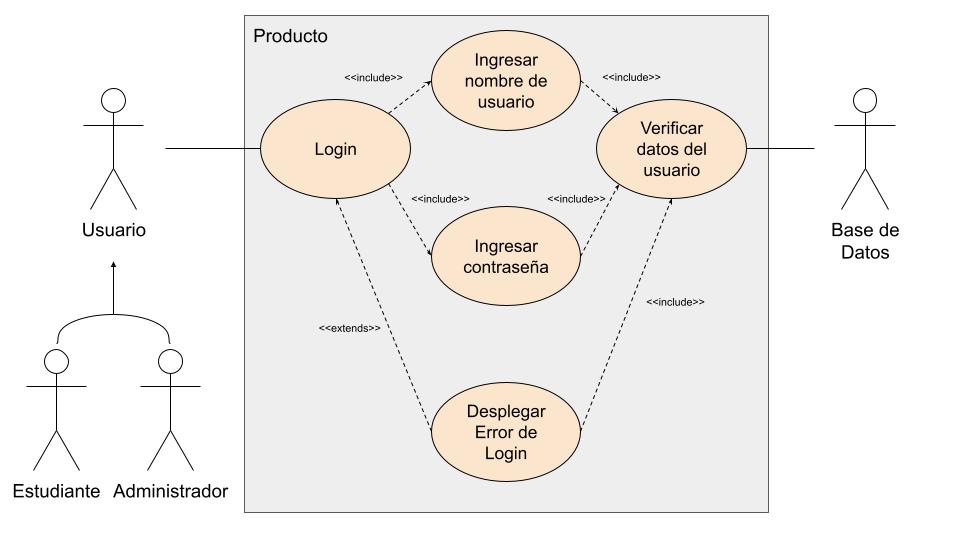 Producto
Ingresar
nombre de
usuario
<<include>>
<<include>>
Login
Verificar
datos del
usuario
<<include>>
<<include>>
Usuario
Base de
Datos
Ingresar
contraseña
<<include>>
<<extends>>
Desplegar
Error de
Login
Estudiante
Administrador